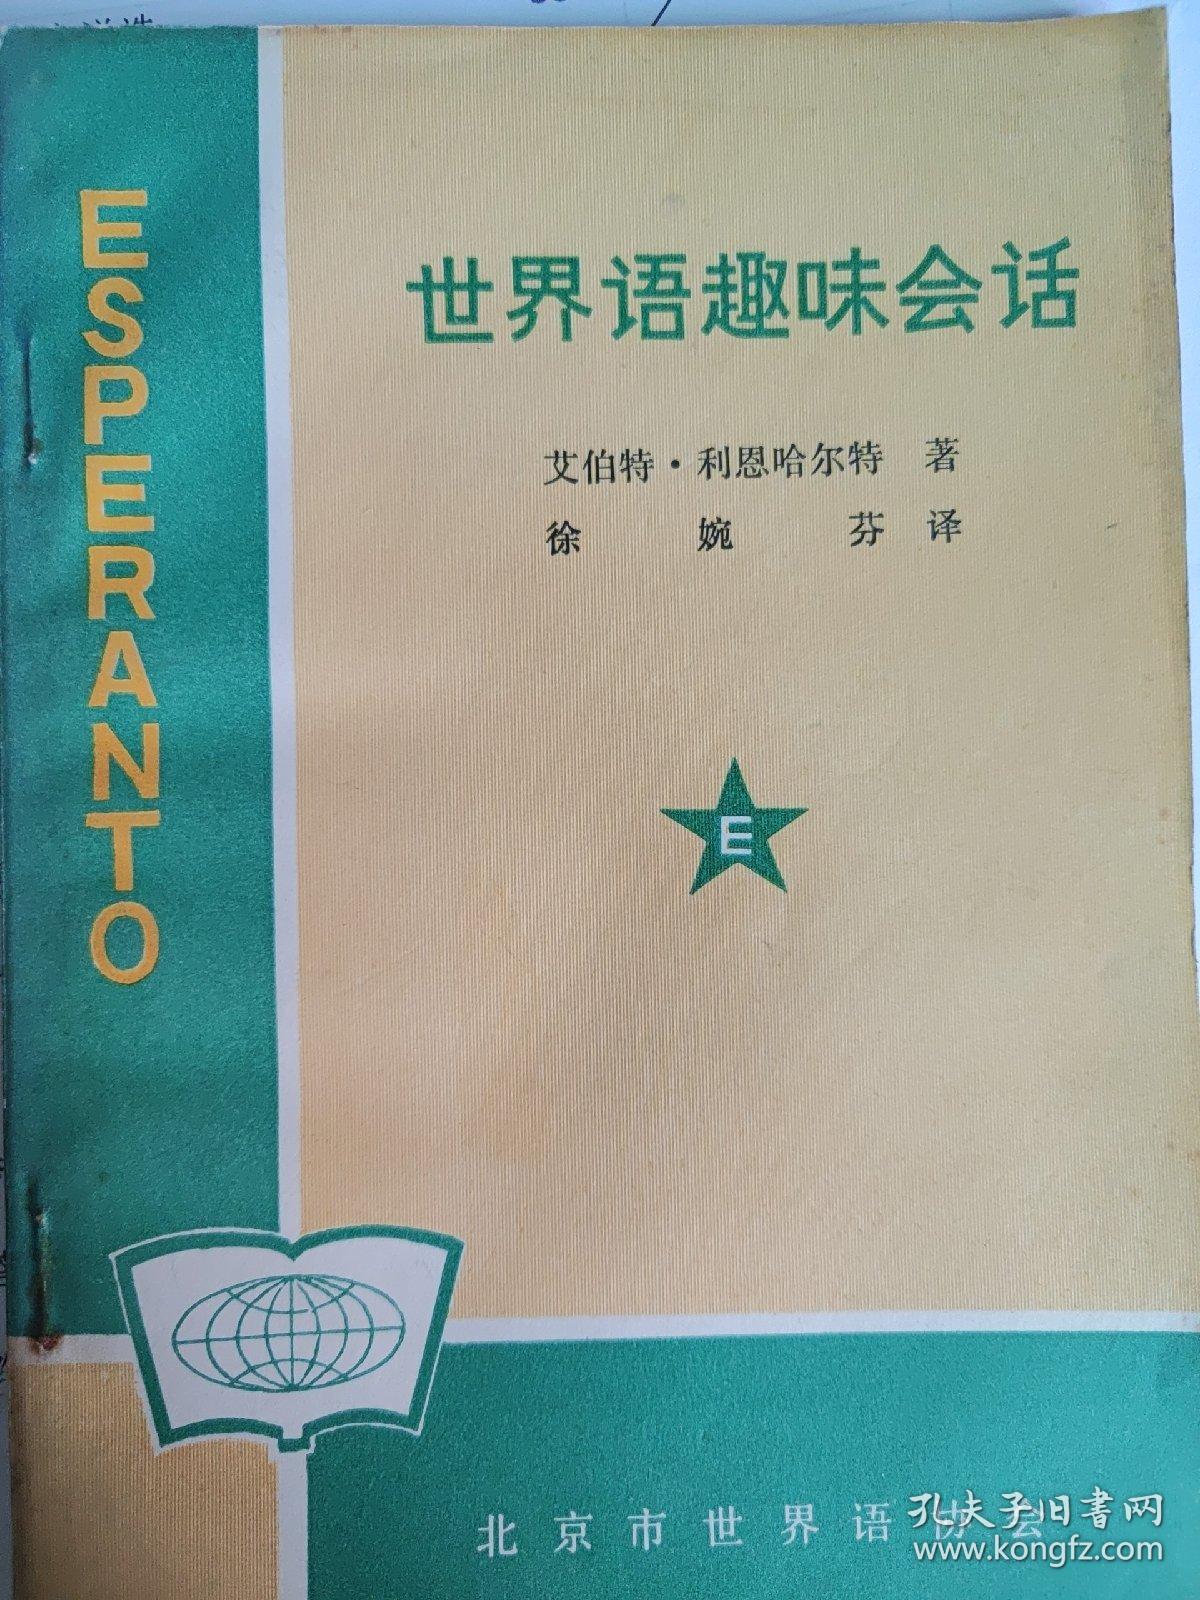 ESPERANTO
世界语趣味会话
艾伯特·利恩哈尔特 著
徐婉芬译
E
北京市世界语协会
孔夫子旧书网
www.kongfz.com